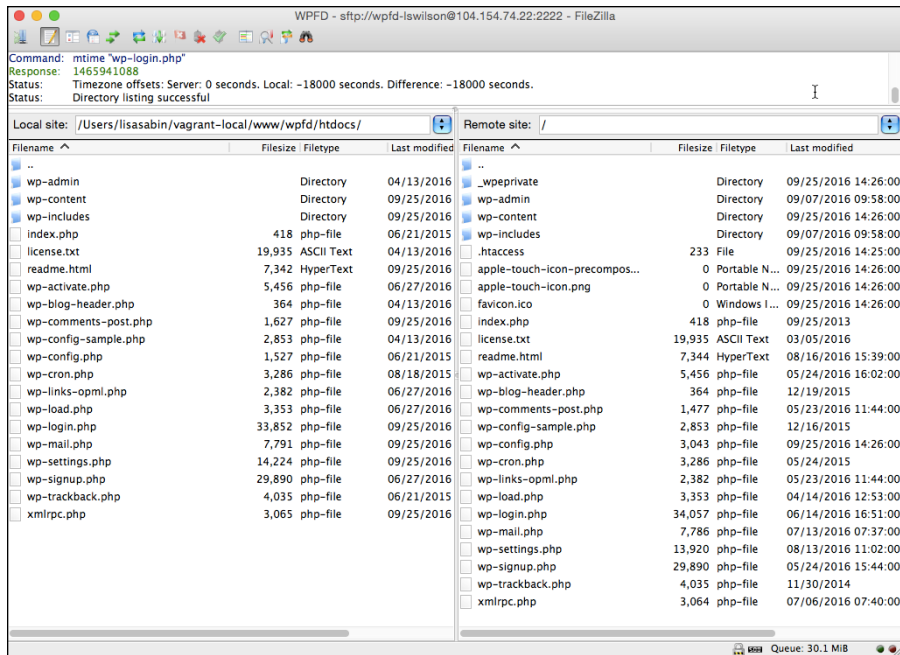 WPFD - sftp://wpfd-lswilson@104.154.74.22:2222 - FileZilla
Command: mtime "wp-login.php"
Response: 1465941088
Status: Timezone offsets: Server: 0 seconds. Local: -18000 seconds. Difference: -18000 seconds.
Status: Directory listing successful
Local site: /Users/lisasabin/vagrant-local/www/wpfd/htdocs/
Filename Filesize Filetype Last modified
..
wp-admin Directory 04/13/2016
wp-content Directory 09/25/2016
wp-includes Directory 09/25/2016
index.php 418 php-file 06/21/2015
license.txt 19,935 ASCII Text 04/13/2016
readme.html 7,342 HyperText 09/25/2016
wp-activate.php 5,456 php-file 06/27/2016
wp-blog-header.php 364 php-file 04/13/2016
wp-comments-post.php 1,627 php-file 09/25/2016
wp-config-sample.php 2,853 php-file 04/13/2016
wp-config.php 1,527 php-file 06/21/2015
wp-cron.php 3,286 php-file 08/18/2015
wp-links-opml.php 2,382 php-file 06/27/2016
wp-load.php 3,353 php-file 06/27/2016
wp-login.php 33,852 php-file 09/25/2016
wp-mail.php 7,791 php-file 09/25/2016
wp-settings.php 14,224 php-file 09/25/2016
wp-signup.php 29,890 php-file 06/27/2016
wp-trackback.php 4,035 php-file 06/21/2015
xmlrpc.php 3,065 php-file 09/25/2016
Remote site: /
Filename Filesize Filetype Last modified
..
_wpeprivate Directory 09/25/2016 14:26:00
wp-admin Directory 09/07/2016 09:58:00
wp-content Directory 09/25/2016 14:26:00
wp-includes Directory 09/07/2016 09:58:00
.htaccess 233 File 09/25/2016 14:25:00
apple-touch-icon-precompos... 0 Portable N... 09/25/2016 14:26:00
apple-touch-icon.png 0 Portable N... 09/25/2016 14:26:00
favicon.ico 0 Windows I... 09/25/2016 14:26:00
index.php 418 php-file 09/25/2013
license.txt 19,935 ASCII Text 03/05/2016
readme.html 7,344 HyperText 08/16/2016 15:39:00
wp-activate.php 5,456 php-file 05/24/2016 16:02:00
wp-blog-header.php 364 php-file 12/19/2015
wp-comments-post.php 1,477 php-file 05/23/2016 11:44:00
wp-config-sample.php 2,853 php-file 12/16/2015
wp-config.php 3,043 php-file 09/25/2016 14:26:00
wp-cron.php 3,286 php-file 05/24/2015
wp-links-opml.php 2,382 php-file 05/23/2016 11:44:00
wp-load.php 3,353 php-file 04/14/2016 12:53:00
wp-login.php 34,057 php-file 06/14/2016 16:51:00
wp-mail.php 7,786 php-file 07/13/2016 07:37:00
wp-settings.php 13,920 php-file 08/13/2016 11:02:00
wp-signup.php 29,890 php-file 05/24/2016 15:44:00
wp-trackback.php 4,035 php-file 11/30/2014
xmlrpc.php 3,064 php-file 07/06/2016 07:40:00
Queue: 30.1 MiB